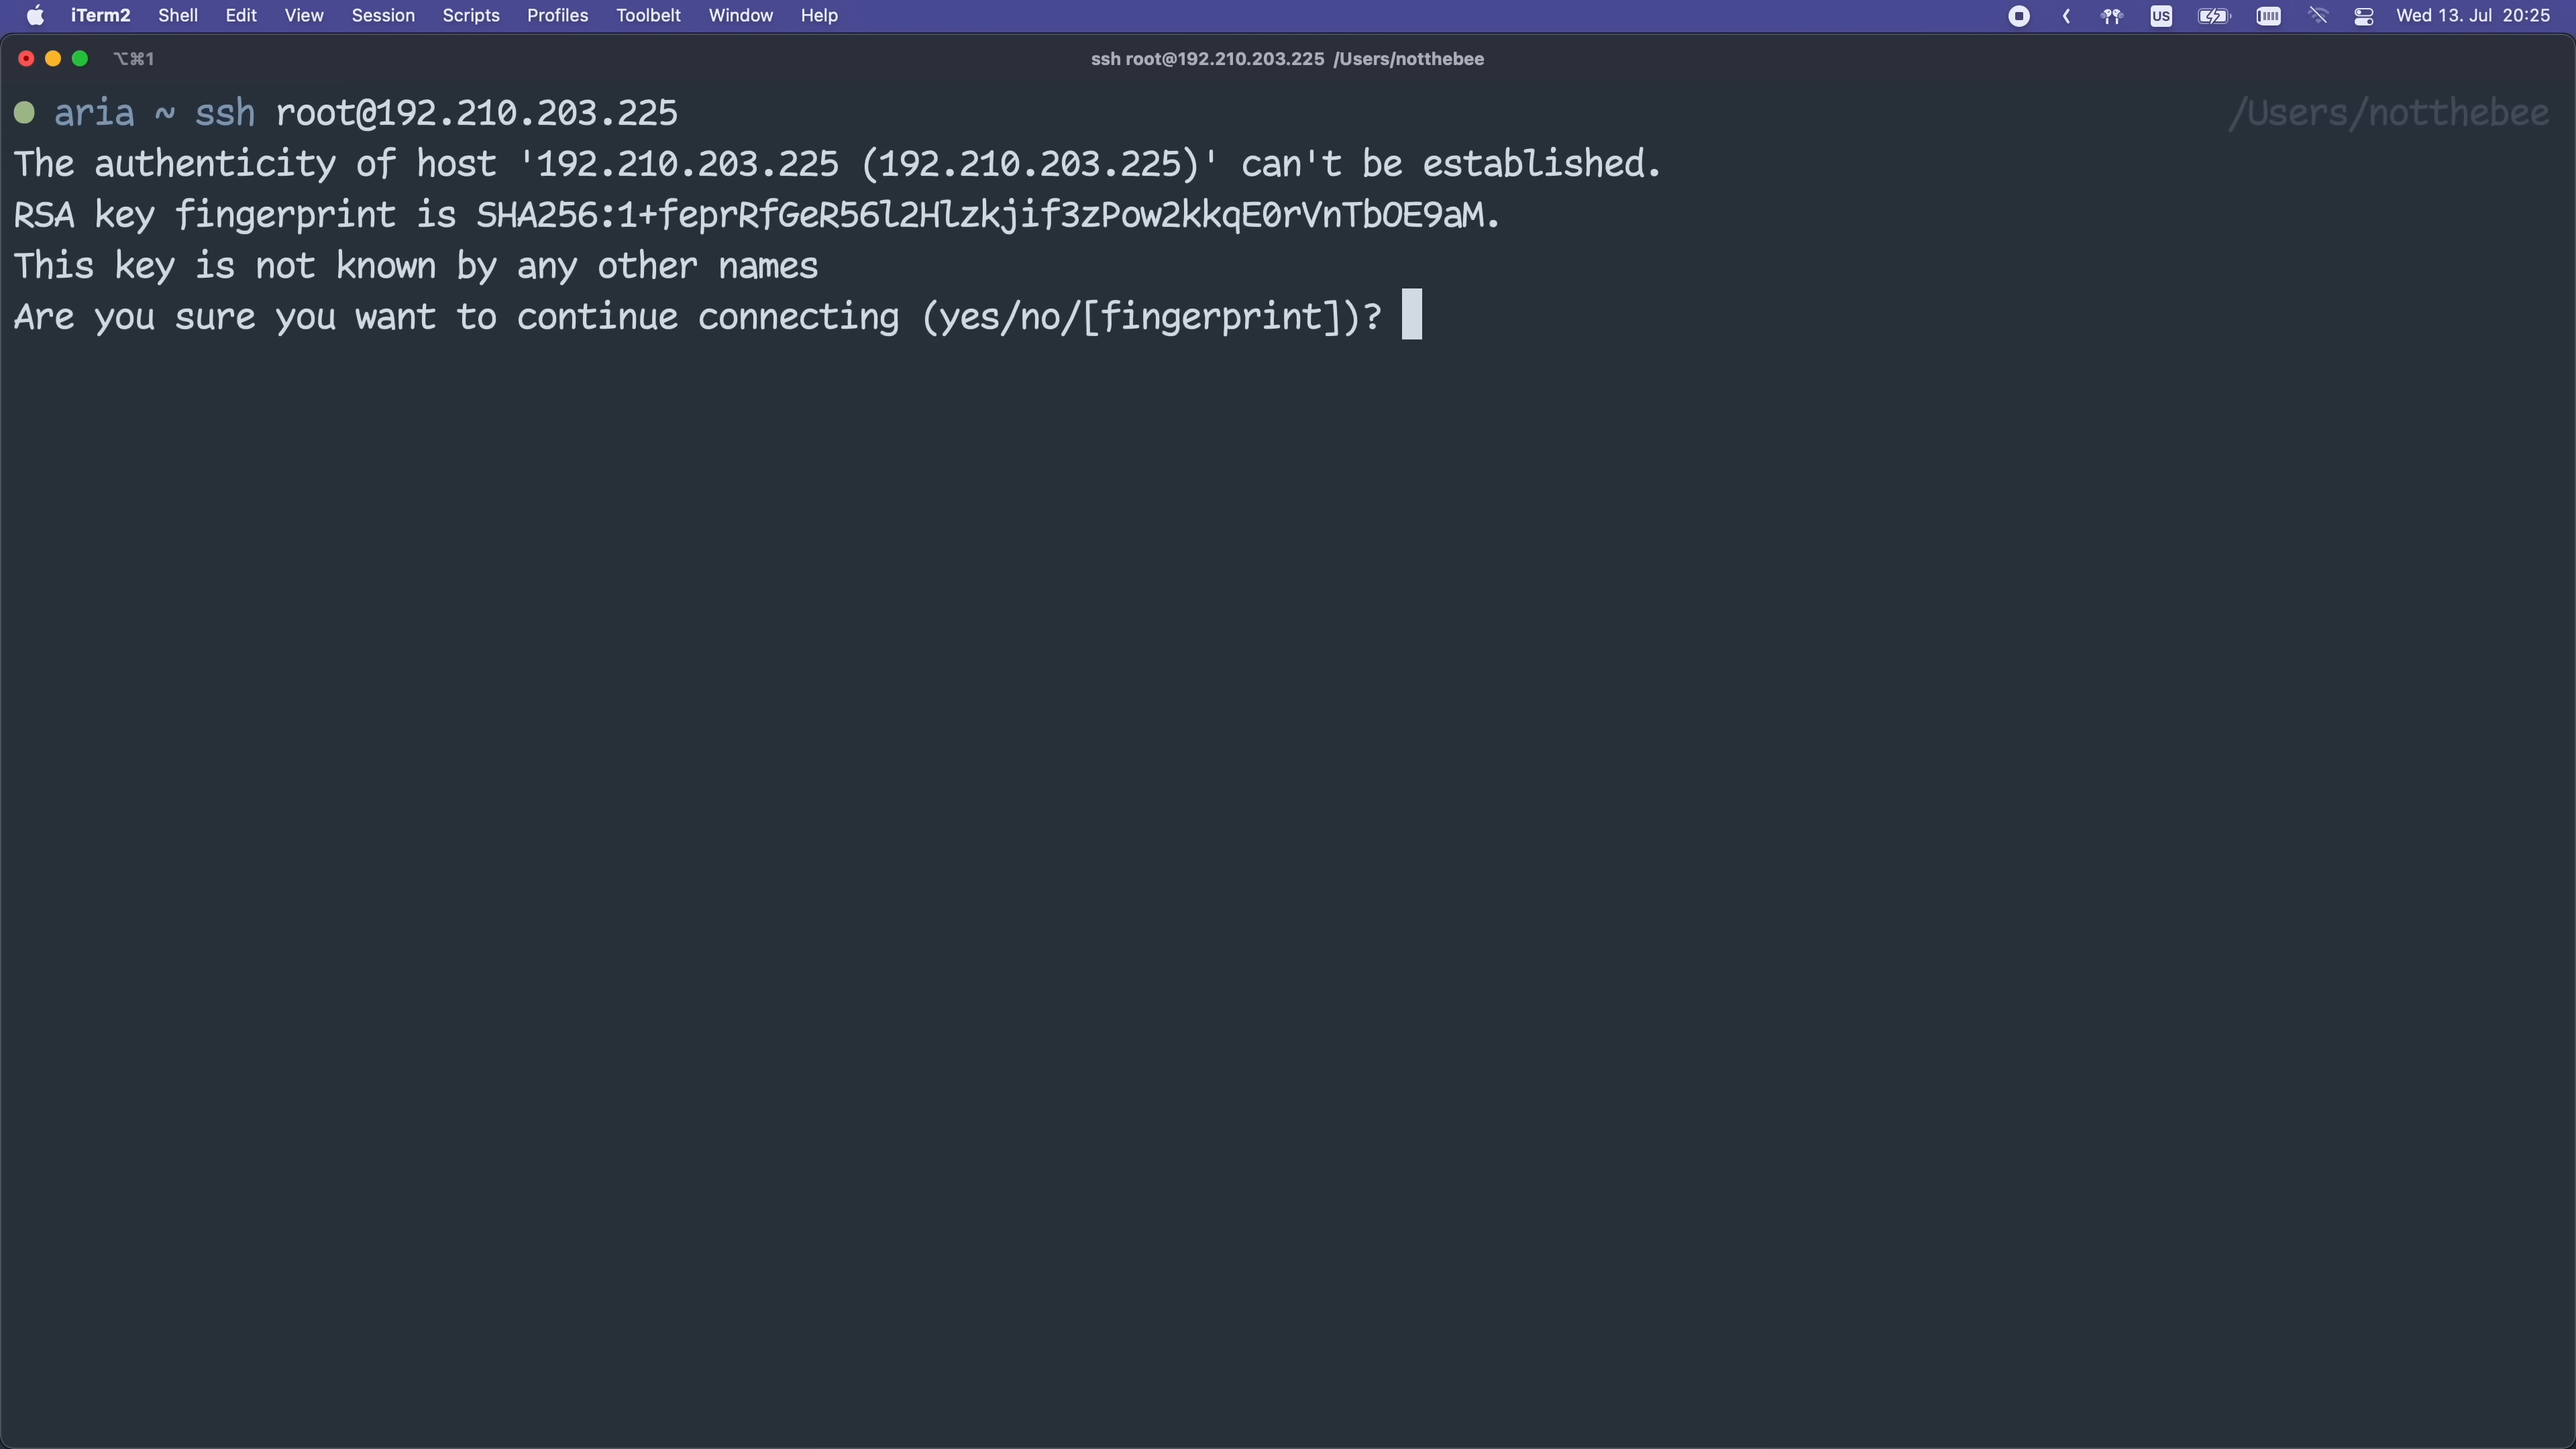 iTerm2 Shell Edit View Session Scripts Profiles Toolbelt Window Help US Wed 13. Jul 20:25
⌥⌘1 ssh root@192.210.203.225 /Users/notthebee
aria ~ ssh root@192.210.203.225 /Users/notthebee
The authenticity of host '192.210.203.225 (192.210.203.225)' can't be established.
RSA key fingerprint is SHA256:1+feprRfGeR56l2Hlzkjif3zPow2kkqE0rVnTbOE9aM.
This key is not known by any other names
Are you sure you want to continue connecting (yes/no/[fingerprint])?